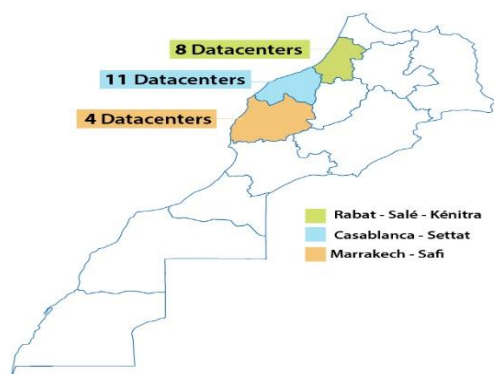 8 Datacenters
11 Datacenters
4 Datacenters
Rabat - Salé - Kénitra
Casablanca - Settat
Marrakech - Safi